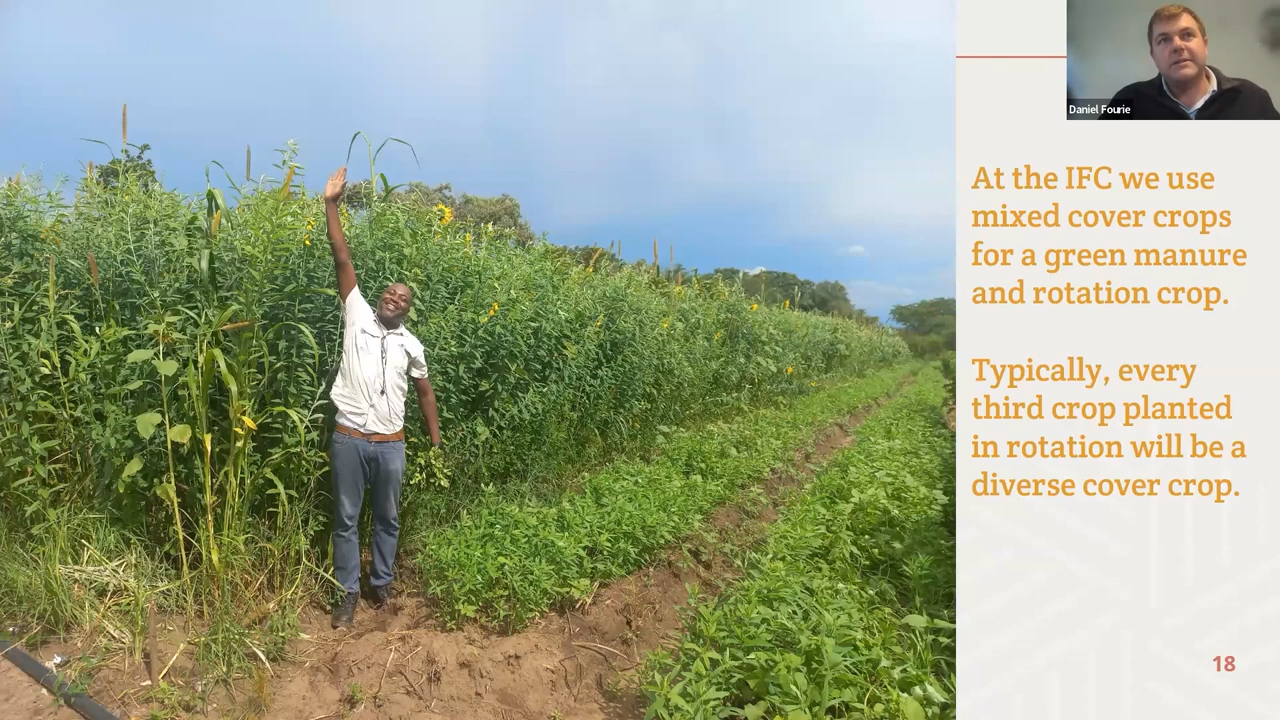 Daniel Fourie
At the IFC we use
mixed cover crops
for a green manure
and rotation crop.
Typically, every
third crop planted
in rotation will be a
diverse cover crop.
18